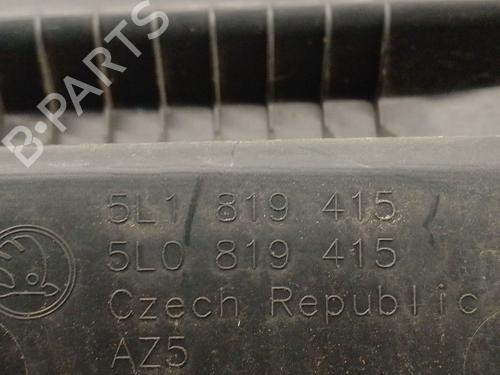 B-PARTS
5L1 819 415
5L0 819 415
Czech Republic
AZ5